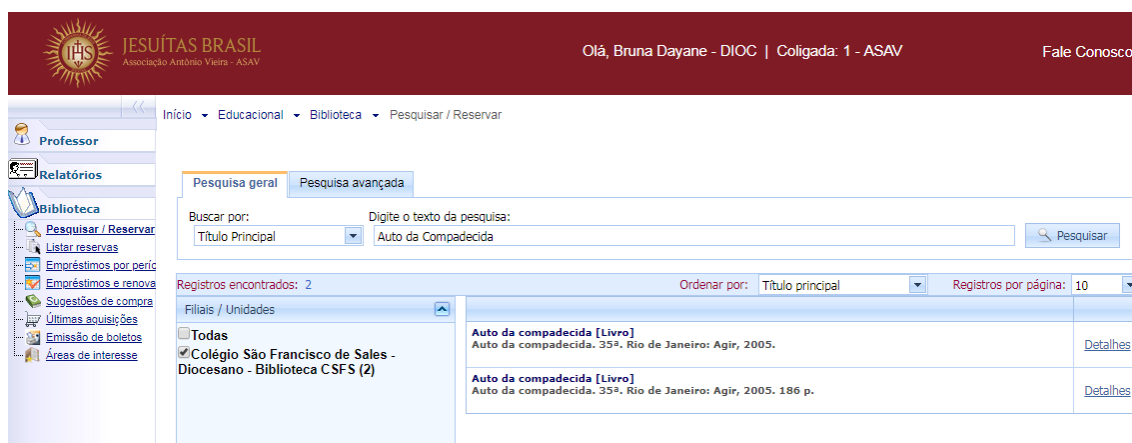 JESUÍTAS BRASIL
Associação Antônio Vieira - ASAV
IHS
Olá, Bruna Dayane - DIOC | Coligada: 1 - ASAV
Fale Conosco
Início Educacional Biblioteca Pesquisar / Reservar
Professor
Relatórios
Biblioteca
Pesquisar / Reservar
Listar reservas
Empréstimos por perío
Empréstimos e renova
Sugestões de compra
Últimas aquisições
Emissão de boletos
Áreas de interesse
Pesquisa geral Pesquisa avançada
Buscar por: Digite o texto da pesquisa:
Título Principal Auto da Compadecida Pesquisar
Registros encontrados: 2 Ordenar por: Título principal Registros por página: 10
Filiais / Unidades
Todas
Colégio São Francisco de Sales -
Diocesano - Biblioteca CSFS (2)
Auto da compadecida [Livro]
Auto da compadecida. 35ª. Rio de Janeiro: Agir, 2005.
Detalhes
Auto da compadecida [Livro]
Auto da compadecida. 35ª. Rio de Janeiro: Agir, 2005. 186 p.
Detalhes